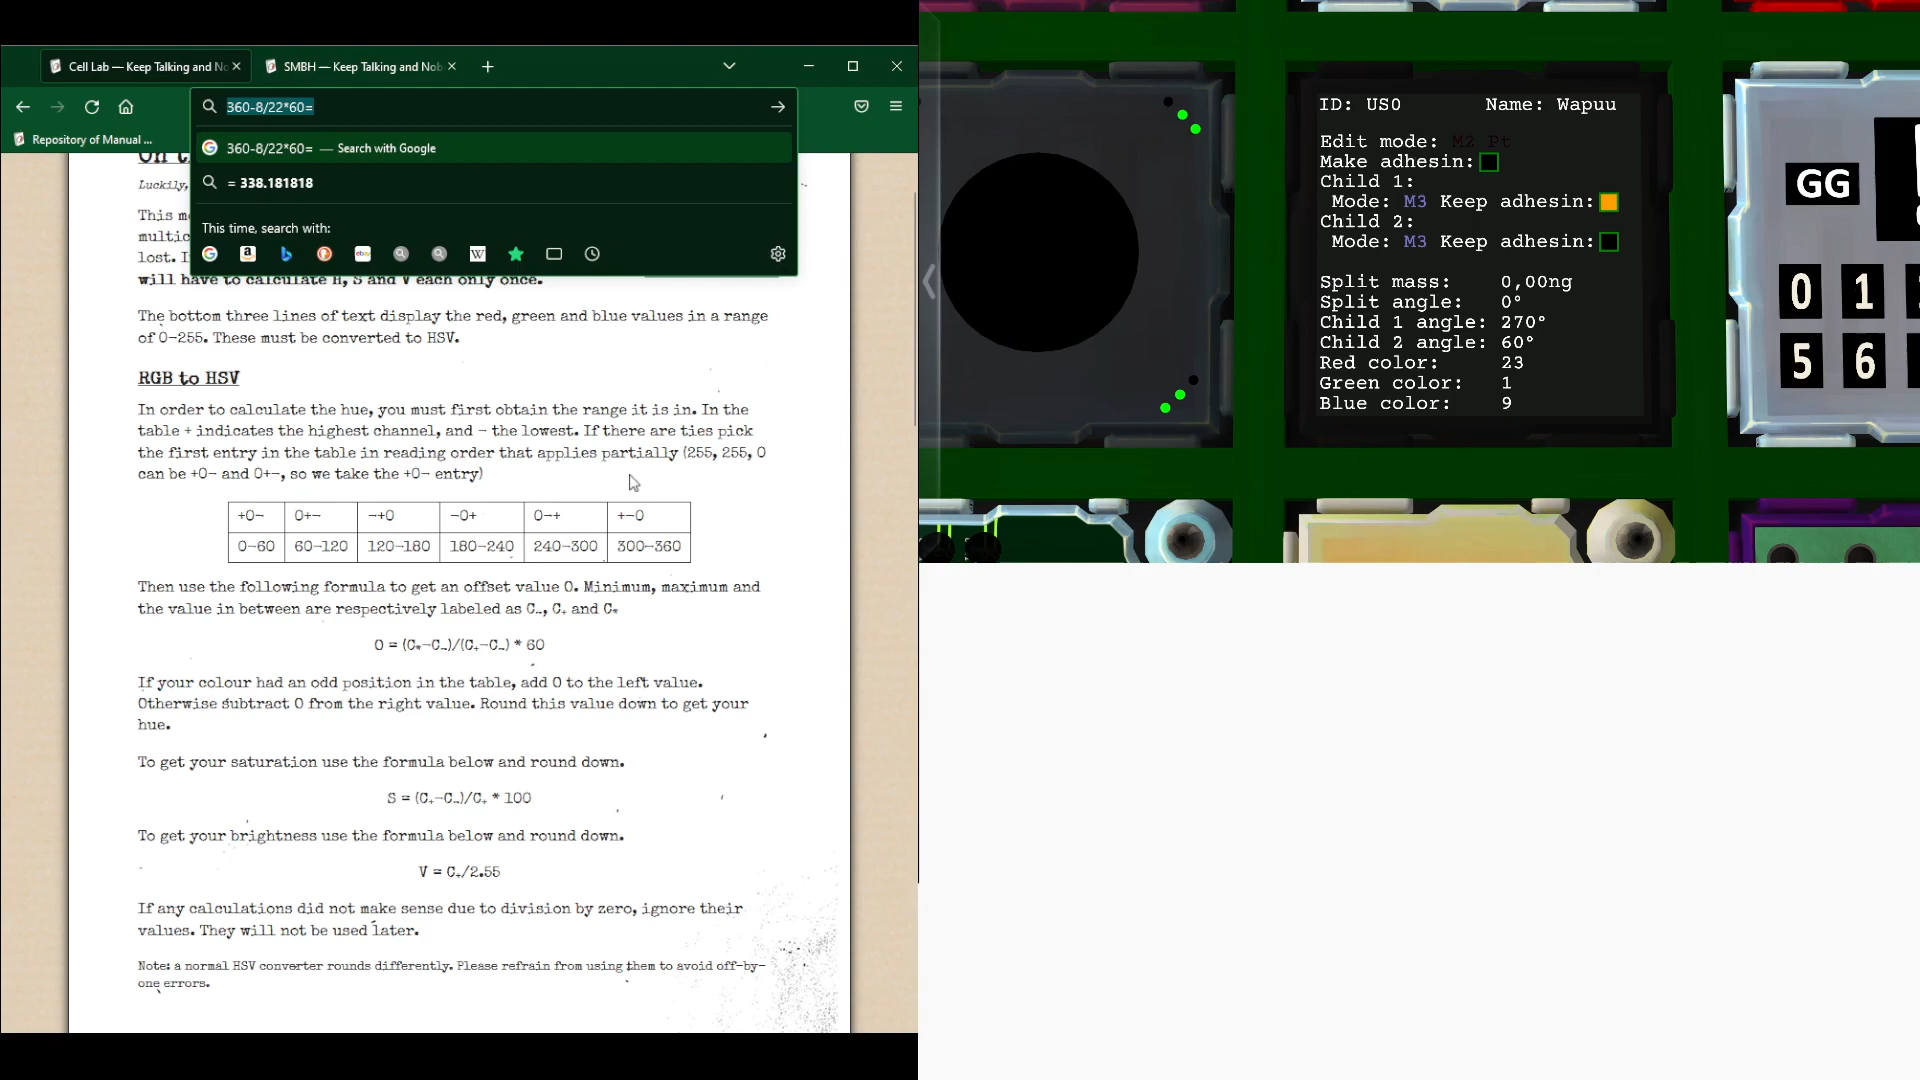 Cell Lab — Keep Talking and No
SMBH — Keep Talking and Nob
360-8/22*60=
Repository of Manual ...
360-8/22*60= — Search with Google
= 338.181818
This time, search with:
Luckily,
This m
multic
lost. I
will have to calculate H, S and V each only once.
The bottom three lines of text display the red, green and blue values in a range
of 0-255. These must be converted to HSV.
RGB to HSV
In order to calculate the hue, you must first obtain the range it is in. In the
table + indicates the highest channel, and - the lowest. If there are ties pick
the first entry in the table in reading order that applies partially (255, 255, 0
can be +0- and 0+-, so we take the +0- entry)
+0- 0+- -+0 -0+ 0-+ +-0
0-60 60-120 120-180 180-240 240-300 300-360
Then use the following formula to get an offset value O. Minimum, maximum and
the value in between are respectively labeled as C₋, C₊ and C*
O = (C*-C₋)/(C₊-C₋) * 60
If your colour had an odd position in the table, add O to the left value.
Otherwise subtract O from the right value. Round this value down to get your
hue.
To get your saturation use the formula below and round down.
S = (C₊-C₋)/C₊ * 100
To get your brightness use the formula below and round down.
V = C₊/2.55
If any calculations did not make sense due to division by zero, ignore their
values. They will not be used later.
Note: a normal HSV converter rounds differently. Please refrain from using them to avoid off-by-
one errors.
ID: US0 Name: Wapuu
Edit mode: M2 Pt
Make adhesin:
Child 1:
Mode: M3 Keep adhesin:
Child 2:
Mode: M3 Keep adhesin:
Split mass: 0,00ng
Split angle: 0°
Child 1 angle: 270°
Child 2 angle: 60°
Red color: 23
Green color: 1
Blue color: 9
GG
0 1
5 6